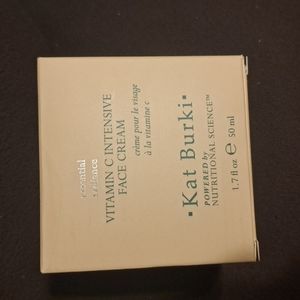 essential
radiance
VITAMIN C INTENSIVE
FACE CREAM
crème pour le visage
à la vitamine c
•Kat Burki•
POWERED by
NUTRITIONAL SCIENCE™
1.7 fl oz e 50 ml